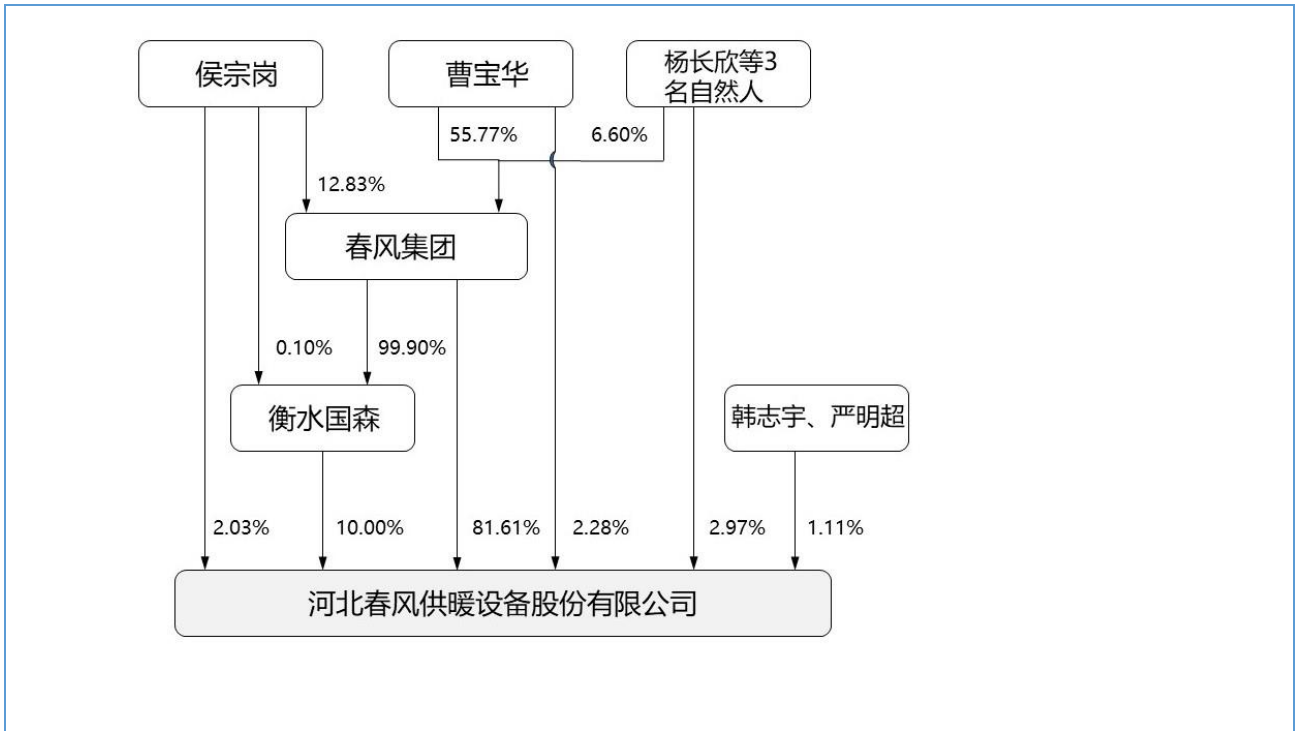 侯宗岗
曹宝华
杨长欣等3
名自然人
55.77%
6.60%
12.83%
春风集团
0.10%
99.90%
衡水国森
韩志宇、严明超
2.03%
10.00%
81.61%
2.28%
2.97%
1.11%
河北春风供暖设备股份有限公司